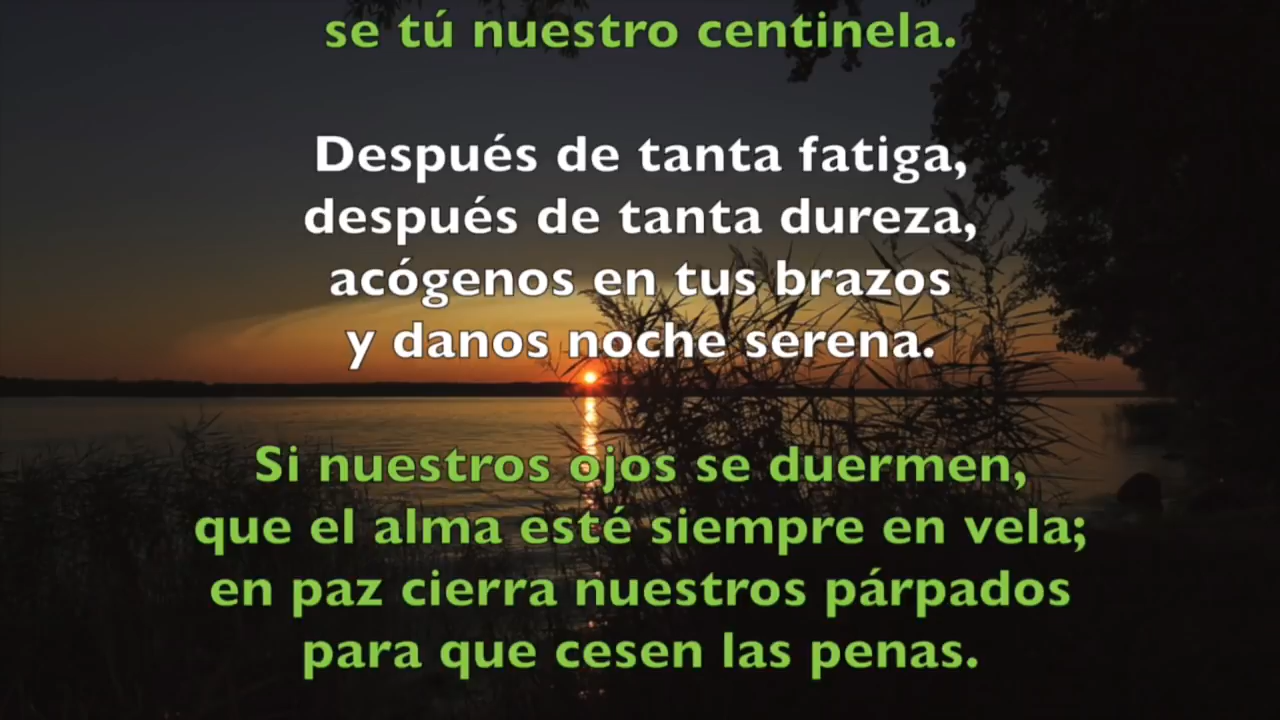 se tú nuestro centinela.
Después de tanta fatiga,
después de tanta dureza,
acógenos en tus brazos
y danos noche serena.
Si nuestros ojos se duermen,
que el alma esté siempre en vela;
en paz cierra nuestros párpados
para que cesen las penas.